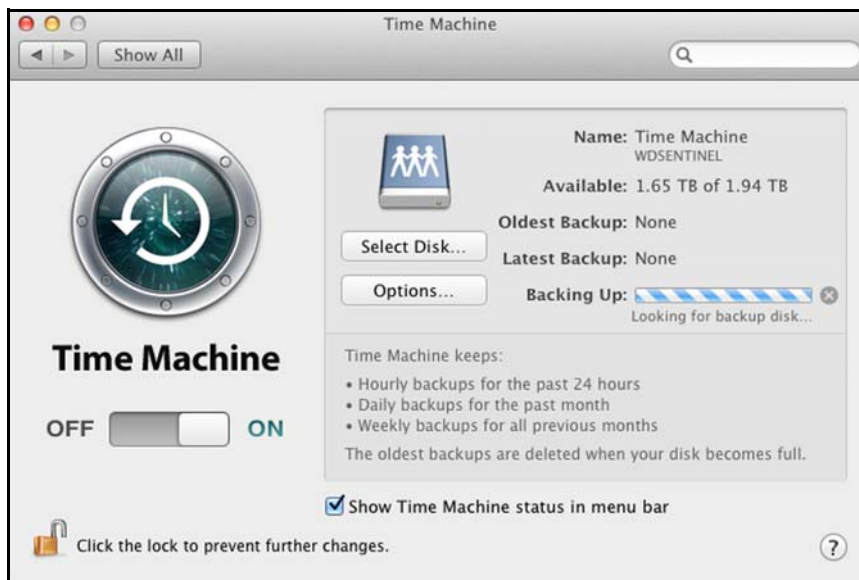 Time Machine
Show All
Name: Time Machine
WDSENTINEL
Available: 1.65 TB of 1.94 TB
Oldest Backup: None
Select Disk...
Latest Backup: None
Options...
Backing Up:
Looking for backup disk...
Time Machine
OFF ON
Time Machine keeps:
• Hourly backups for the past 24 hours
• Daily backups for the past month
• Weekly backups for all previous months
The oldest backups are deleted when your disk becomes full.
Show Time Machine status in menu bar
Click the lock to prevent further changes.
?